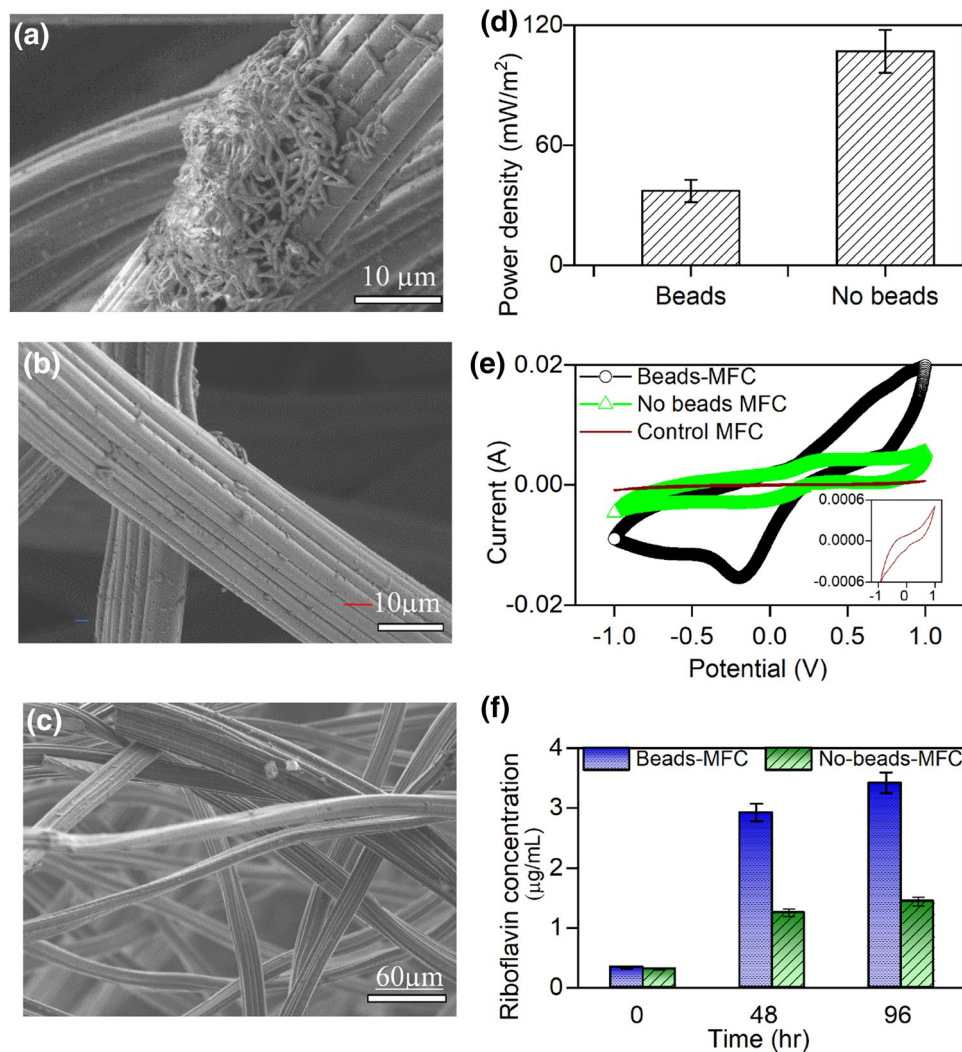 (a)
10 µm
(b)
10µm
(c)
60µm
(d)
120
60
0
Power density (mW/m²)
Beads
No beads
(e)
0.02
0.00
-0.02
Current (A)
Beads-MFC
No beads MFC
Control MFC
0.0006
0.0000
-0.0006
-1 0 1
-1.0 -0.5 0.0 0.5 1.0
Potential (V)
(f)
4
3
2
1
0
Riboflavin concentration
(µg/mL)
Beads-MFC No-beads-MFC
0 48 96
Time (hr)